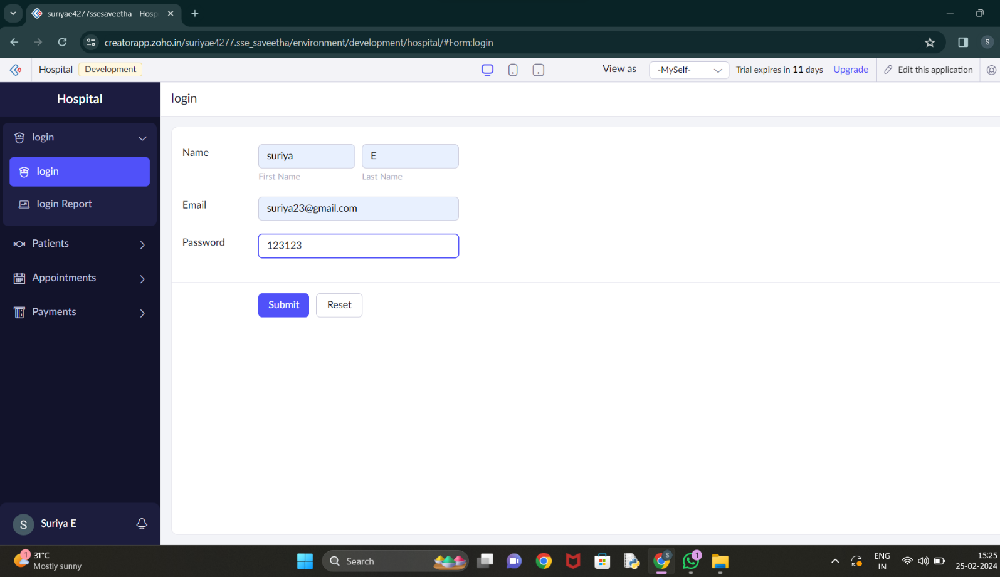 suriyae4277ssesaveetha - Hosp
creatorapp.zoho.in/suriyae4277.sse_saveetha/environment/development/hospital/#Form:login
S
Hospital Development View as -MySelf- Trial expires in 11 days Upgrade Edit this application
Hospital
login
login
login
login Report
Patients
Appointments
Payments
Name
suriya
E
First Name
Last Name
Email
suriya23@gmail.com
Password
123123
Submit
Reset
S
Suriya E
1
31°C
Mostly sunny
Search
S
1
ENG
IN
15:25
25-02-2024